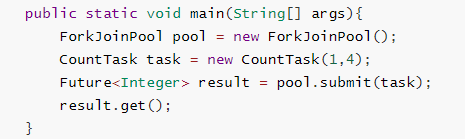 public static void main(String[] args){
ForkJoinPool pool = new ForkJoinPool();
CountTask task = new CountTask(1,4);
Future<Integer> result = pool.submit(task);
result.get();
}